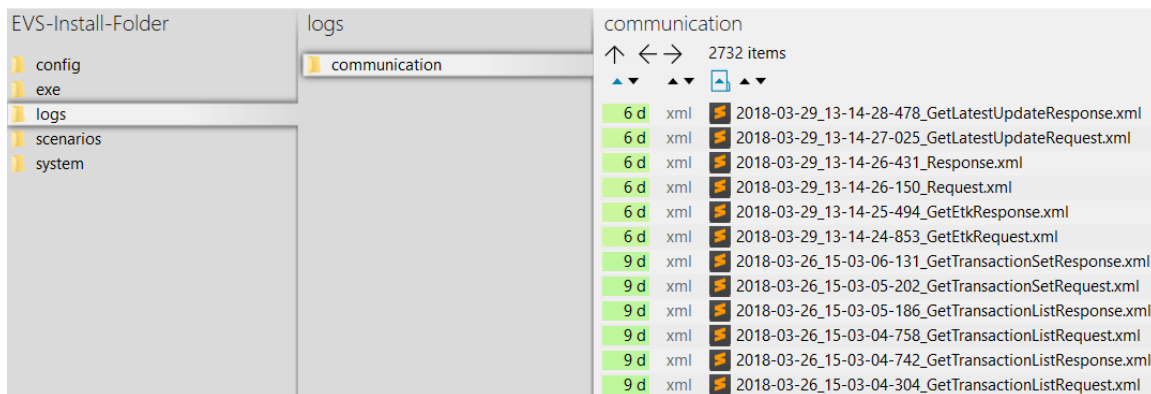 EVS-Install-Folder
config
exe
logs
scenarios
system
logs
communication
communication
2732 items
6 d xml 2018-03-29_13-14-28-478_GetLatestUpdateResponse.xml
6 d xml 2018-03-29_13-14-27-025_GetLatestUpdateRequest.xml
6 d xml 2018-03-29_13-14-26-431_Response.xml
6 d xml 2018-03-29_13-14-26-150_Request.xml
6 d xml 2018-03-29_13-14-25-494_GetEtkResponse.xml
6 d xml 2018-03-29_13-14-24-853_GetEtkRequest.xml
9 d xml 2018-03-26_15-03-06-131_GetTransactionSetResponse.xml
9 d xml 2018-03-26_15-03-05-202_GetTransactionSetRequest.xml
9 d xml 2018-03-26_15-03-05-186_GetTransactionListResponse.xml
9 d xml 2018-03-26_15-03-04-758_GetTransactionListRequest.xml
9 d xml 2018-03-26_15-03-04-742_GetTransactionListResponse.xml
9 d xml 2018-03-26_15-03-04-304_GetTransactionListRequest.xml